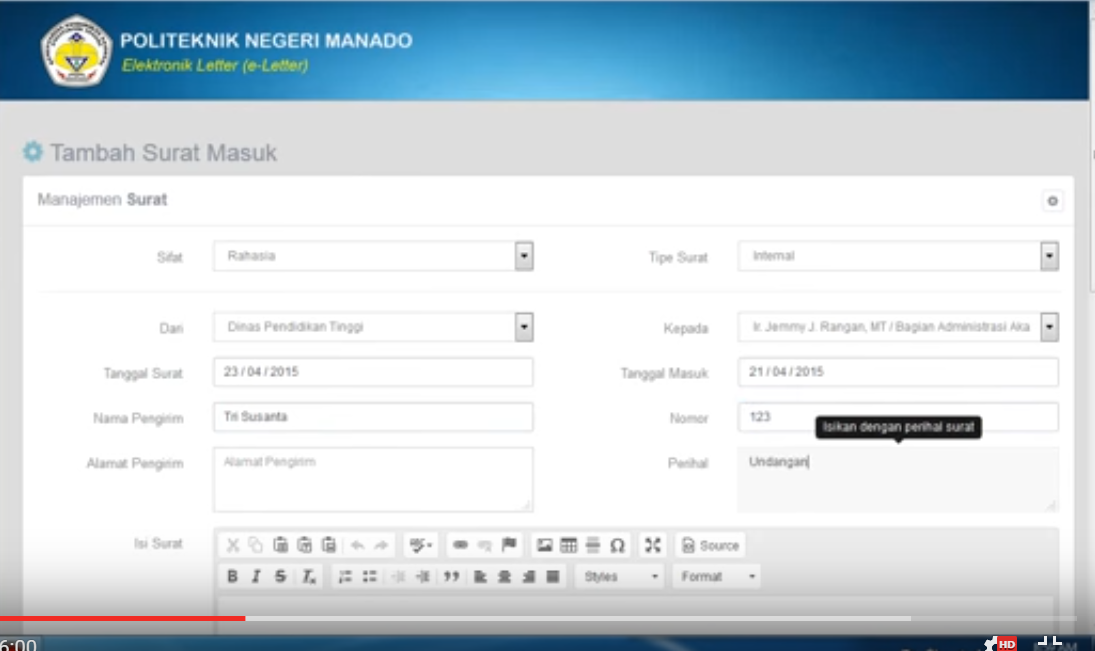 POLITEKNIK NEGERI MANADO
Elektronik Letter (e-Letter)
Tambah Surat Masuk
Manajemen Surat
Sifat Rahasia Tipe Surat Internal
Dari Dinas Pendidikan Tinggi Kepada Ir. Jemmy J. Rangan, MT / Bagian Administrasi Aka
Tanggal Surat 23 / 04 / 2015 Tanggal Masuk 21 / 04 / 2015
Nama Pengirim Tri Susanta Nomor 123
Isikan dengan perihal surat
Alamat Pengirim Alamat Pengirim Perihal Undangan
Isi Surat Source
B I S Tx Styles Format
6:00 HD